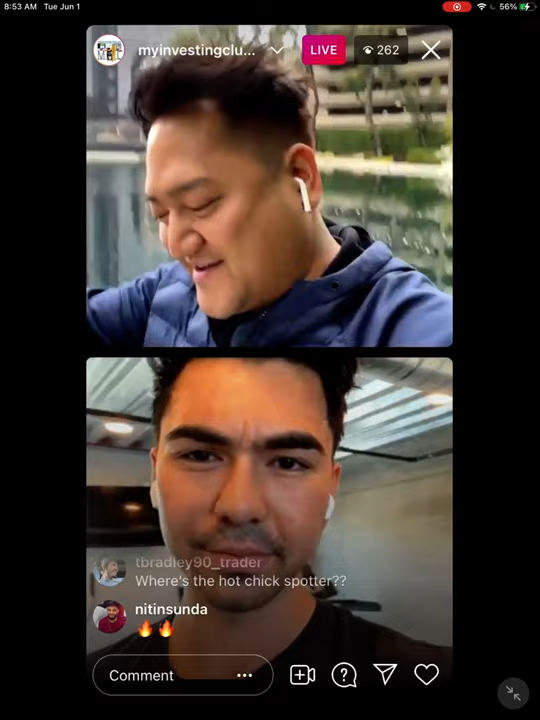 8:53 AM Tue Jun 1
56%
myinvestingclu...
LIVE
262
tbradley90_trader
Where's the hot chick spotter??
nitinsunda
🔥🔥
Comment